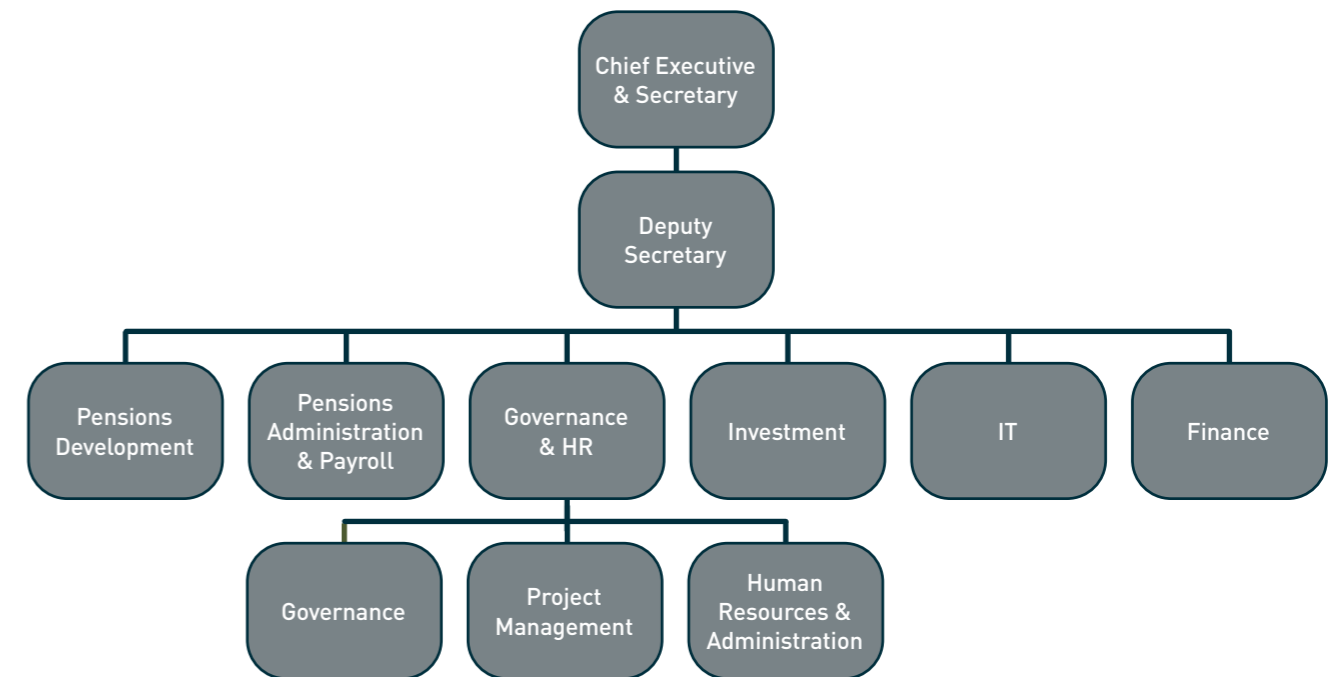 Chief Executive
& Secretary
Deputy
Secretary
Pensions
Development
Pensions
Administration
& Payroll
Governance
& HR
Investment
IT
Finance
Governance
Project
Management
Human
Resources &
Administration